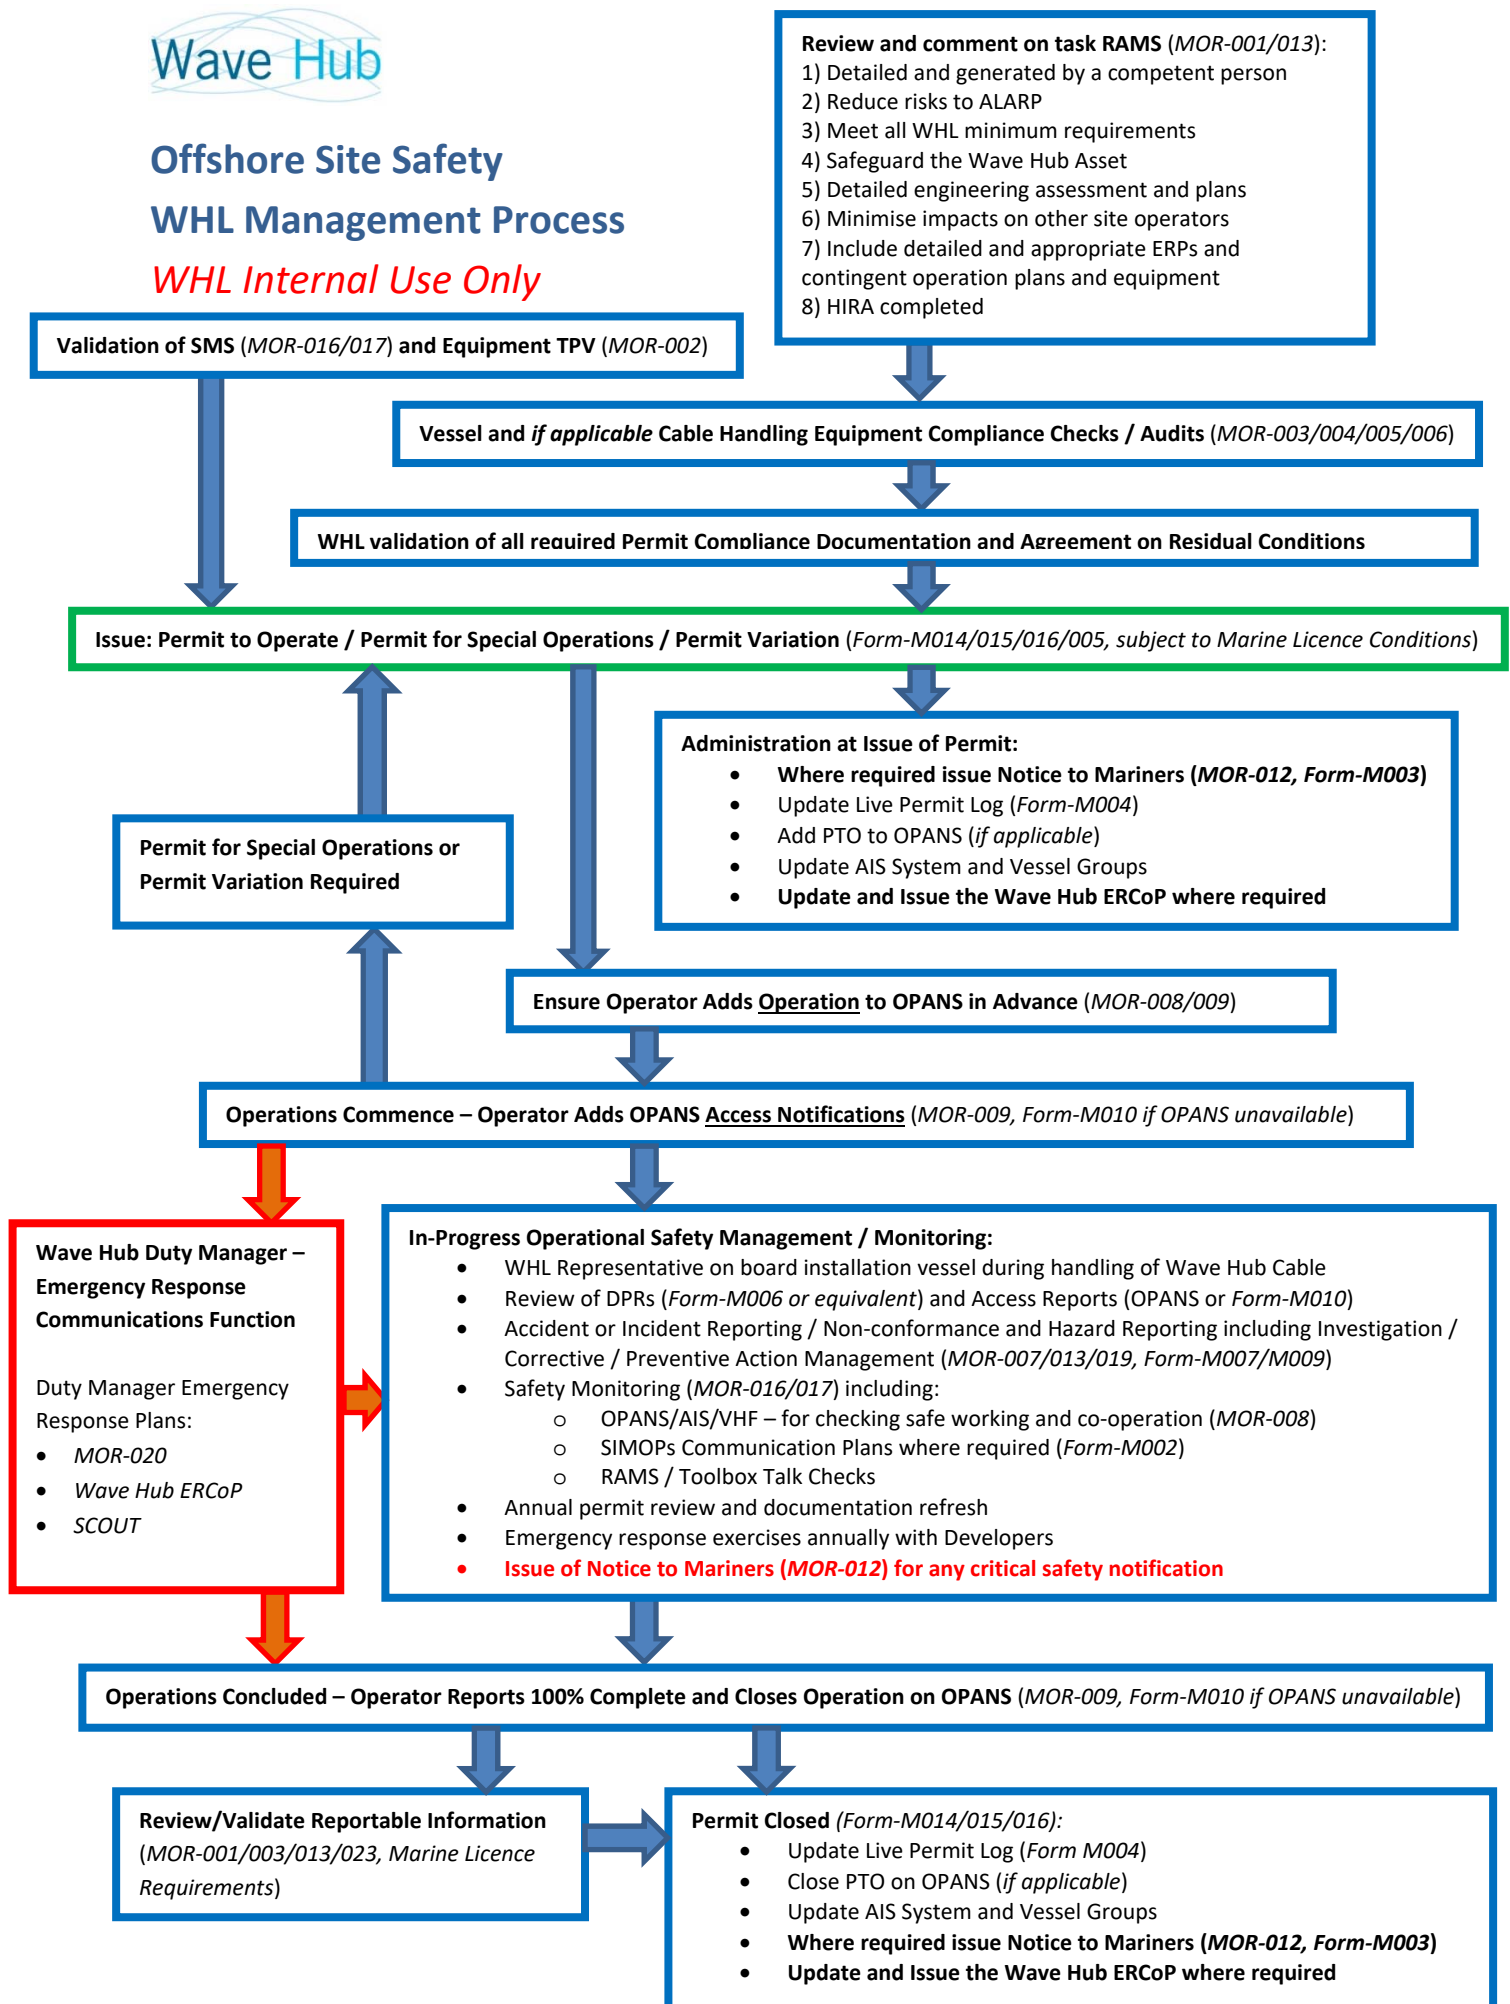 Wave Hub
Offshore Site Safety
WHL Management Process
WHL Internal Use Only
Review and comment on task RAMS (MOR-001/013):
1) Detailed and generated by a competent person
2) Reduce risks to ALARP
3) Meet all WHL minimum requirements
4) Safeguard the Wave Hub Asset
5) Detailed engineering assessment and plans
6) Minimise impacts on other site operators
7) Include detailed and appropriate ERPs and
contingent operation plans and equipment
8) HIRA completed
Validation of SMS (MOR-016/017) and Equipment TPV (MOR-002)
Vessel and if applicable Cable Handling Equipment Compliance Checks / Audits (MOR-003/004/005/006)
WHL validation of all required Permit Compliance Documentation and Agreement on Residual Conditions
Issue: Permit to Operate / Permit for Special Operations / Permit Variation (Form-M014/015/016/005, subject to Marine Licence Conditions)
Administration at Issue of Permit:
• Where required issue Notice to Mariners (MOR-012, Form-M003)
• Update Live Permit Log (Form-M004)
• Add PTO to OPANS (if applicable)
• Update AIS System and Vessel Groups
• Update and Issue the Wave Hub ERCoP where required
Permit for Special Operations or
Permit Variation Required
Ensure Operator Adds Operation to OPANS in Advance (MOR-008/009)
Operations Commence – Operator Adds OPANS Access Notifications (MOR-009, Form-M010 if OPANS unavailable)
Wave Hub Duty Manager –
Emergency Response
Communications Function
Duty Manager Emergency
Response Plans:
• MOR-020
• Wave Hub ERCoP
• SCOUT
In-Progress Operational Safety Management / Monitoring:
• WHL Representative on board installation vessel during handling of Wave Hub Cable
• Review of DPRs (Form-M006 or equivalent) and Access Reports (OPANS or Form-M010)
• Accident or Incident Reporting / Non-conformance and Hazard Reporting including Investigation /
Corrective / Preventive Action Management (MOR-007/013/019, Form-M007/M009)
• Safety Monitoring (MOR-016/017) including:
o OPANS/AIS/VHF – for checking safe working and co-operation (MOR-008)
o SIMOPs Communication Plans where required (Form-M002)
o RAMS / Toolbox Talk Checks
• Annual permit review and documentation refresh
• Emergency response exercises annually with Developers
• Issue of Notice to Mariners (MOR-012) for any critical safety notification
Operations Concluded – Operator Reports 100% Complete and Closes Operation on OPANS (MOR-009, Form-M010 if OPANS unavailable)
Review/Validate Reportable Information
(MOR-001/003/013/023, Marine Licence
Requirements)
Permit Closed (Form-M014/015/016):
• Update Live Permit Log (Form M004)
• Close PTO on OPANS (if applicable)
• Update AIS System and Vessel Groups
• Where required issue Notice to Mariners (MOR-012, Form-M003)
• Update and Issue the Wave Hub ERCoP where required